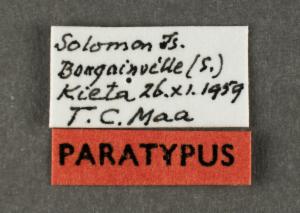 Solomon Is.
Bougainville (S.)
Kieta 26.XI.1959
T.C. Maa
PARATYPUS